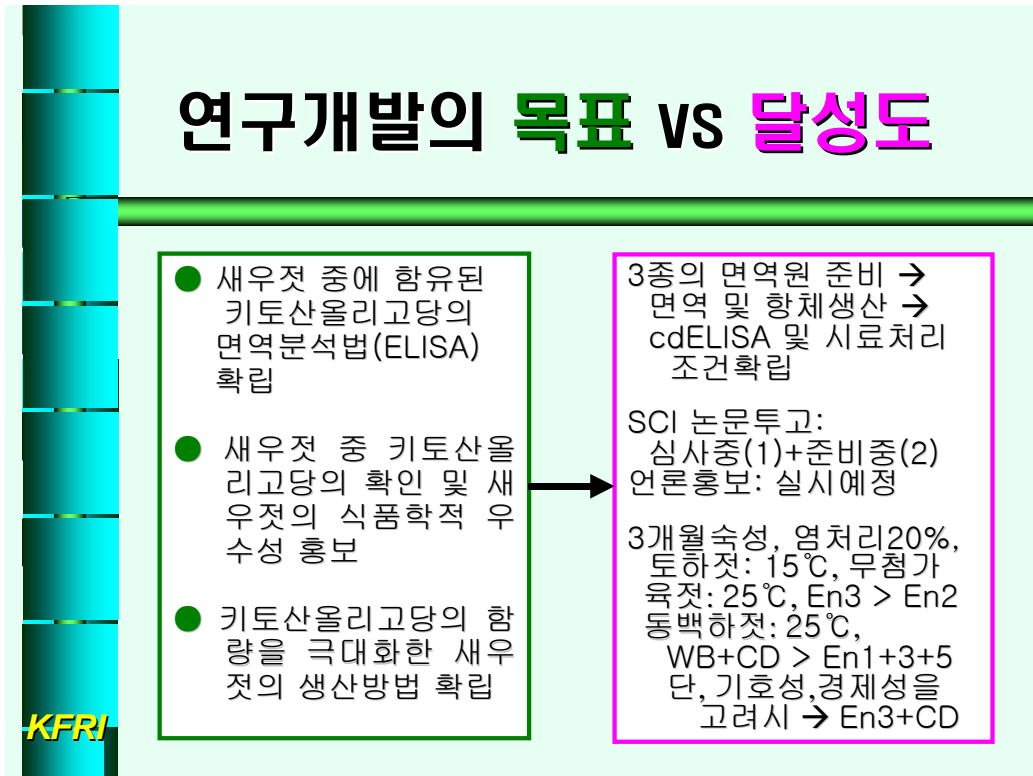 연구개발의 목표 vs 달성도
● 새우젓 중에 함유된
키토산올리고당의
면역분석법(ELISA)
확립
● 새우젓 중 키토산올
리고당의 확인 및 새
우젓의 식품학적 우
수성 홍보
● 키토산올리고당의 함
량을 극대화한 새우
젓의 생산방법 확립
3종의 면역원 준비 →
면역 및 항체생산 →
cdELISA 및 시료처리
조건확립
SCI 논문투고:
심사중(1)+준비중(2)
언론홍보: 실시예정
3개월숙성, 염처리20%,
토하젓: 15℃, 무첨가
육젓: 25℃, En3 > En2
동백하젓: 25℃,
WB+CD > En1+3+5
단, 기호성,경제성을
고려시 → En3+CD
KFRI